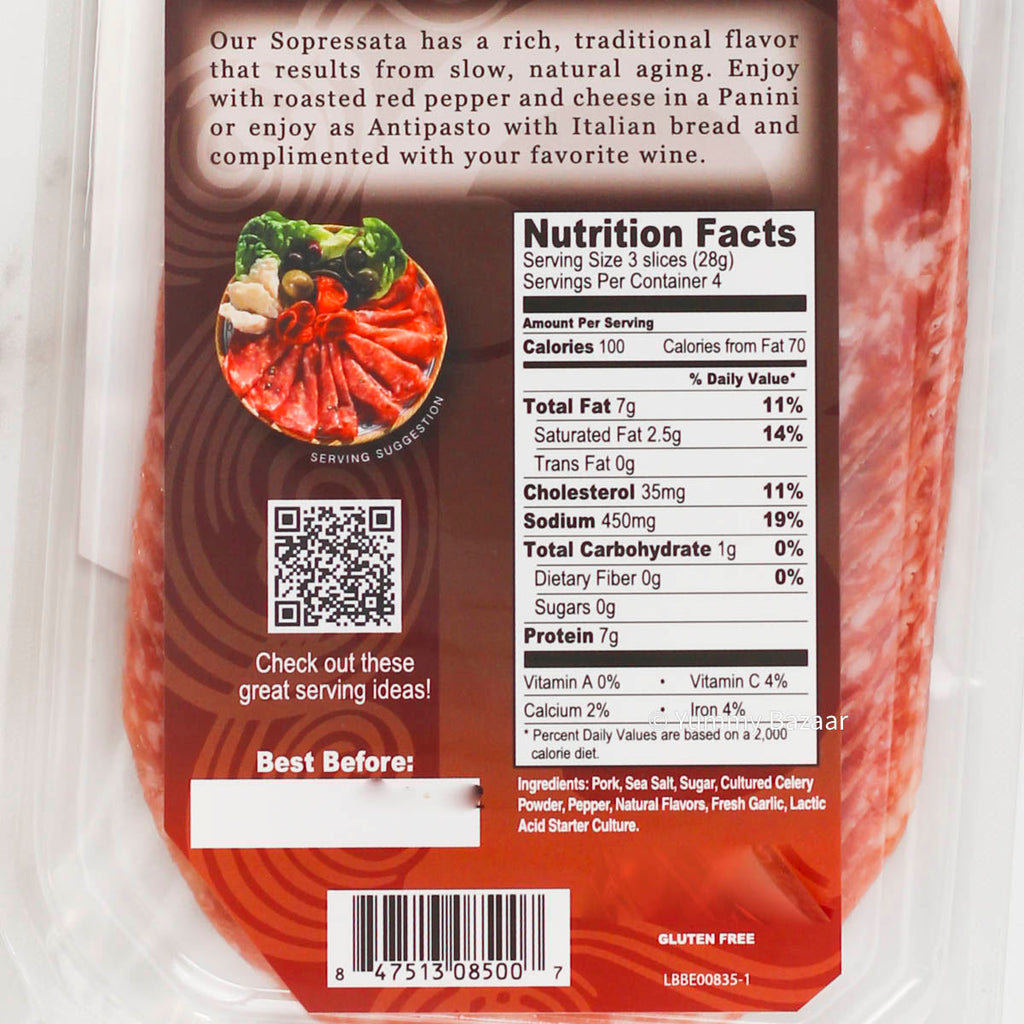 Our Sopressata has a rich, traditional flavor
that results from slow, natural aging. Enjoy
with roasted red pepper and cheese in a Panini
or enjoy as Antipasto with Italian bread and
complimented with your favorite wine.
SERVING SUGGESTION
Check out these
great serving ideas!
Best Before:
Nutrition Facts
Serving Size 3 slices (28g)
Servings Per Container 4
Amount Per Serving
Calories 100 Calories from Fat 70
% Daily Value*
Total Fat 7g 11%
Saturated Fat 2.5g 14%
Trans Fat 0g
Cholesterol 35mg 11%
Sodium 450mg 19%
Total Carbohydrate 1g 0%
Dietary Fiber 0g 0%
Sugars 0g
Protein 7g
Vitamin A 0% • Vitamin C 4%
Calcium 2% • Iron 4%
© Yummy Bazaar
* Percent Daily Values are based on a 2,000
calorie diet.
Ingredients: Pork, Sea Salt, Sugar, Cultured Celery
Powder, Pepper, Natural Flavors, Fresh Garlic, Lactic
Acid Starter Culture.
8 47513 08500 7
GLUTEN FREE
LBBE00835-1